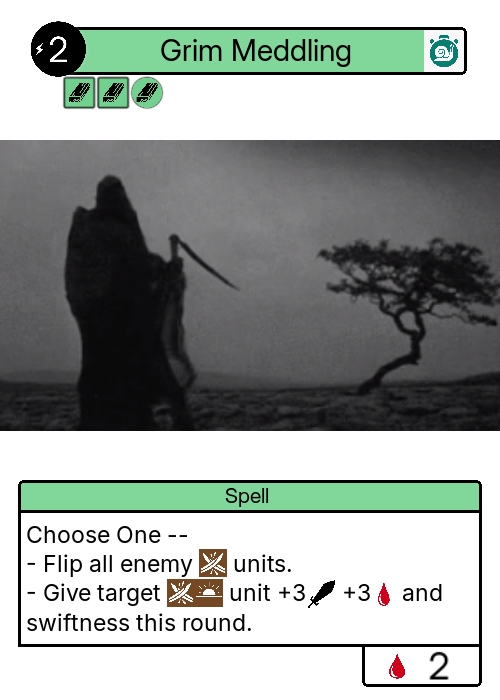 2
Grim Meddling
Spell
Choose One --
- Flip all enemy units.
- Give target unit +3 +3 and
swiftness this round.
2